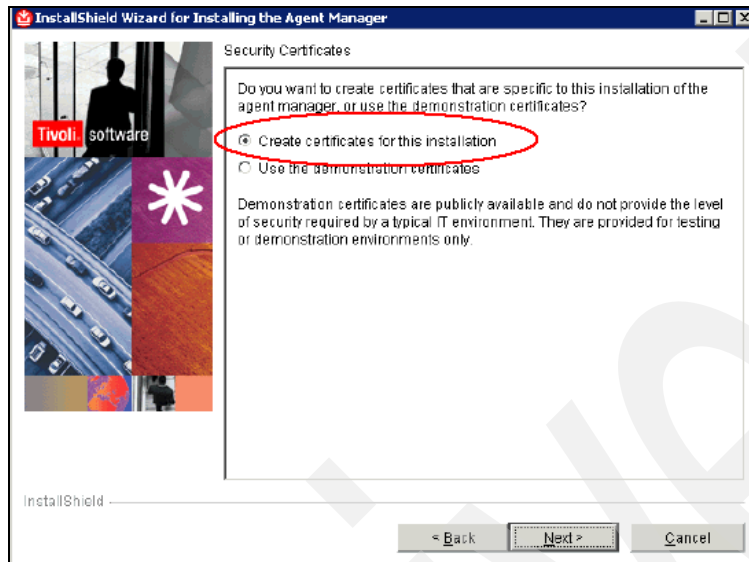 InstallShield Wizard for Installing the Agent Manager
Security Certificates
Do you want to create certificates that are specific to this installation of the
agent manager, or use the demonstration certificates?
Tivoli. software
Create certificates for this installation
Use the demonstration certificates
Demonstration certificates are publicly available and do not provide the level
of security required by a typical IT environment. They are provided for testing
or demonstration environments only.
InstallShield
< Back Next > Cancel